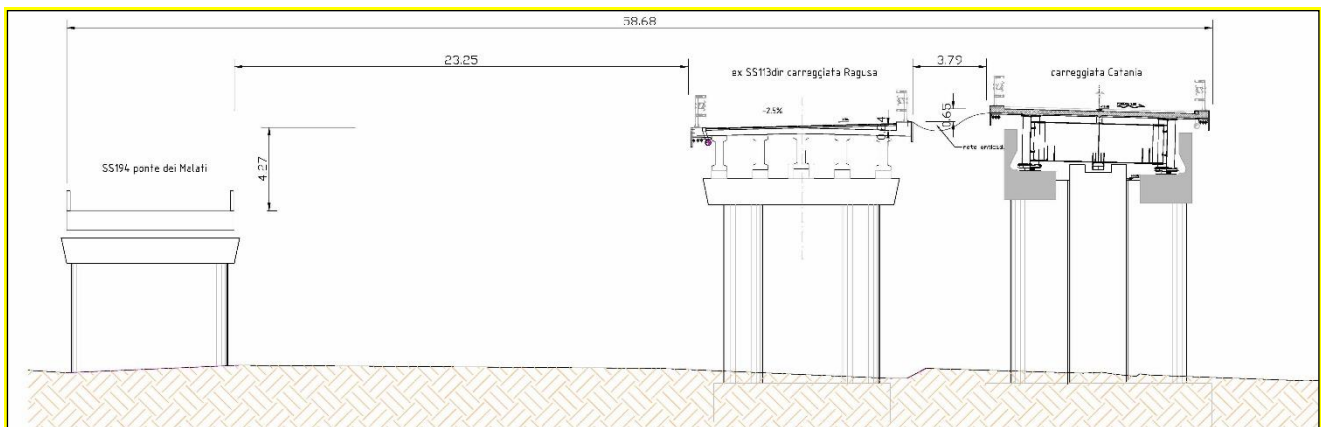 58.68
23.25
3.79
ex SS113dir carreggiata Ragusa
carreggiata Catania
-2.5%
0.65
4.27
SS194 ponte dei Malati
rete anticad.